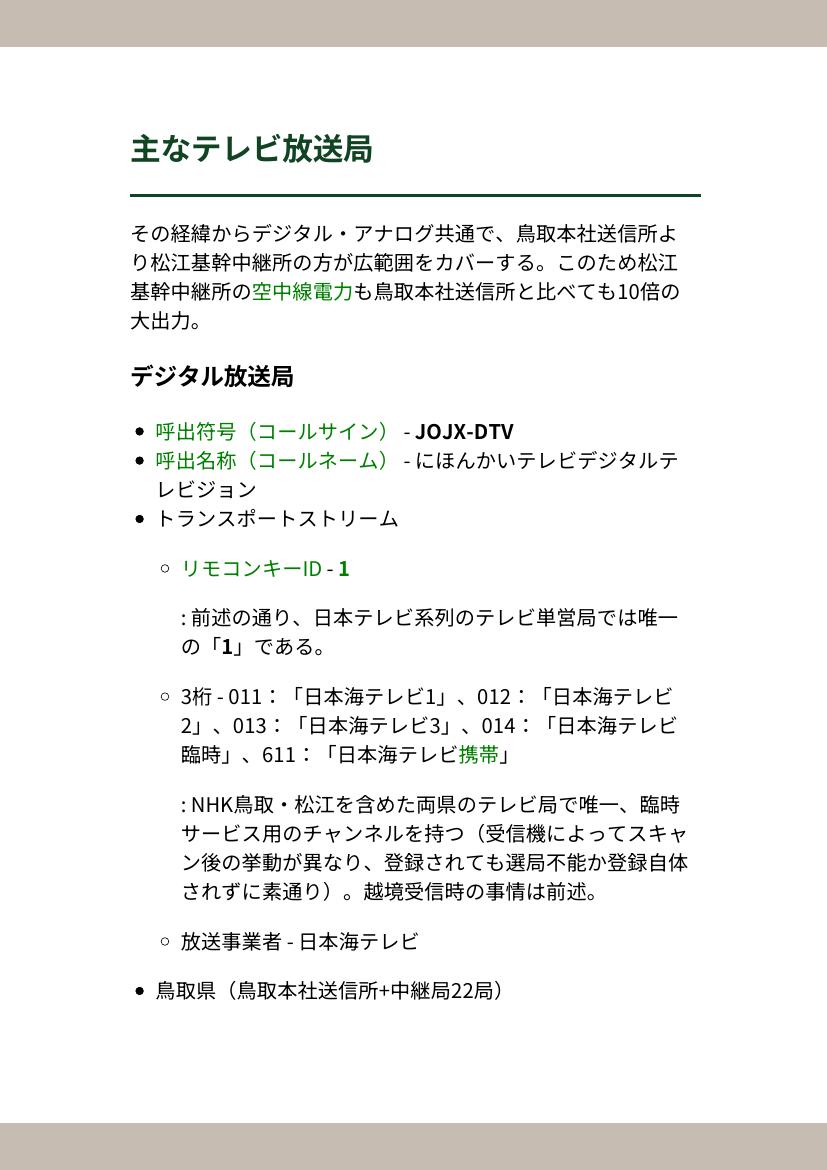 主なテレビ放送局
その経緯からデジタル・アナログ共通で、鳥取本社送信所よ
り松江基幹中継所の方が広範囲をカバーする。このため松江
基幹中継所の空中線電力も鳥取本社送信所と比べても10倍の
大出力。
デジタル放送局
• 呼出符号（コールサイン） - JOJX-DTV
• 呼出名称（コールネーム） - にほんかいテレビデジタルテ
レビジョン
• トランスポートストリーム
◦ リモコンキーID - 1
: 前述の通り、日本テレビ系列のテレビ単営局では唯一
の「1」である。
◦ 3桁 - 011：「日本海テレビ1」、012：「日本海テレビ
2」、013：「日本海テレビ3」、014：「日本海テレビ
臨時」、611：「日本海テレビ携帯」
: NHK鳥取・松江を含めた両県のテレビ局で唯一、臨時
サービス用のチャンネルを持つ（受信機によってスキャ
ン後の挙動が異なり、登録されても選局不能か登録自体
されずに素通り）。越境受信時の事情は前述。
◦ 放送事業者 - 日本海テレビ
• 鳥取県（鳥取本社送信所+中継局22局）